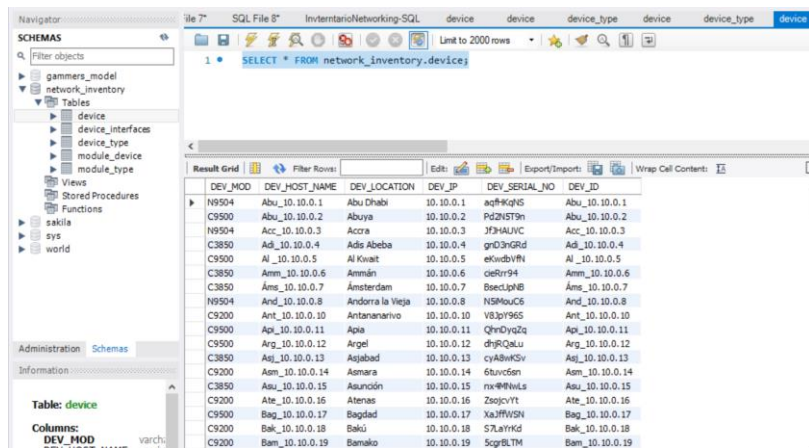 Navigator
SCHEMAS
Filter objects
gammers_model
network_inventory
Tables
device
device_interfaces
device_type
module_device
module_type
Views
Stored Procedures
Functions
sakila
sys
world
Administration Schemas
Information
Table: device
Columns:
DEV_MOD
ile 7* SQL File 8* InverntarioNetworking-SQL device device device_type device device_type device
Limit to 2000 rows
1 SELECT * FROM network_inventory.device;
Result Grid Filter Rows: Edit: Export/Import: Wrap Cell Content:
DEV_MOD DEV_HOST_NAME DEV_LOCATION DEV_IP DEV_SERIAL_NO DEV_ID
N9504 Abu_10.10.0.1 Abu Dhabi 10.10.0.1 aqfHKqNS Abu_10.10.0.1
C9500 Abu_10.10.0.2 Abuya 10.10.0.2 Pd2N5T9n Abu_10.10.0.2
N9504 Acc_10.10.0.3 Accra 10.10.0.3 JfJHAUVC Acc_10.10.0.3
C3850 Adi_10.10.0.4 Adis Abeba 10.10.0.4 gnD3nGRd Adi_10.10.0.4
C9500 Al _10.10.0.5 Al Kwait 10.10.0.5 eKwdbVfN Al _10.10.0.5
C3850 Amm_10.10.0.6 Ammán 10.10.0.6 cieRrr94 Amm_10.10.0.6
C3850 Áms_10.10.0.7 Ámsterdam 10.10.0.7 BsecUpNB Áms_10.10.0.7
N9504 And_10.10.0.8 Andorra la Vieja 10.10.0.8 N5iMouC6 And_10.10.0.8
C9200 Ant_10.10.0.10 Antananarivo 10.10.0.10 V8JpY96S Ant_10.10.0.10
C9500 Api_10.10.0.11 Apia 10.10.0.11 QhnDyqZq Api_10.10.0.11
C9500 Arg_10.10.0.12 Argel 10.10.0.12 dhjRQaLu Arg_10.10.0.12
C3850 Asj_10.10.0.13 Asjabad 10.10.0.13 cyA8wKSv Asj_10.10.0.13
C9200 Asm_10.10.0.14 Asmara 10.10.0.14 6tuvc6sn Asm_10.10.0.14
C3850 Asu_10.10.0.15 Asunción 10.10.0.15 nx4MNwLs Asu_10.10.0.15
C9200 Ate_10.10.0.16 Atenas 10.10.0.16 ZsojcvYt Ate_10.10.0.16
C9500 Bag_10.10.0.17 Bagdad 10.10.0.17 XaJffWSN Bag_10.10.0.17
C9200 Bak_10.10.0.18 Bakú 10.10.0.18 S7LaYrKd Bak_10.10.0.18
C9200 Bam_10.10.0.19 Bamako 10.10.0.19 5cgrBLTM Bam_10.10.0.19